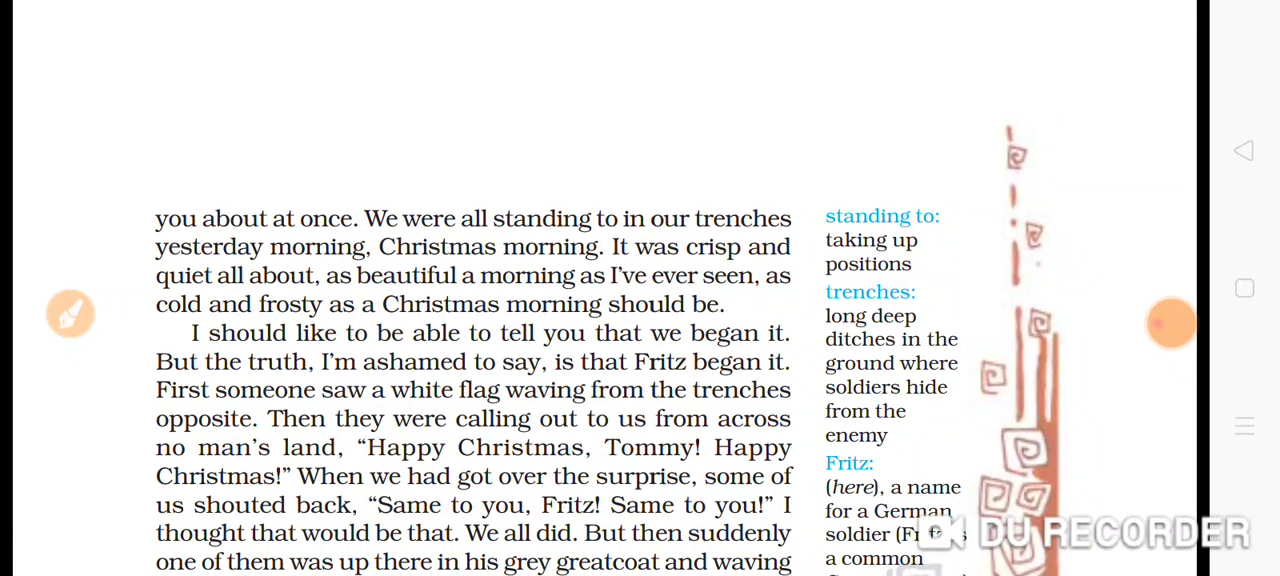 you about at once. We were all standing to in our trenches
yesterday morning, Christmas morning. It was crisp and
quiet all about, as beautiful a morning as I've ever seen, as
cold and frosty as a Christmas morning should be.
I should like to be able to tell you that we began it.
But the truth, I'm ashamed to say, is that Fritz began it.
First someone saw a white flag waving from the trenches
opposite. Then they were calling out to us from across
no man's land, “Happy Christmas, Tommy! Happy
Christmas!” When we had got over the surprise, some of
us shouted back, “Same to you, Fritz! Same to you!” I
thought that would be that. We all did. But then suddenly
one of them was up there in his grey greatcoat and waving
standing to:
taking up
positions
trenches:
long deep
ditches in the
ground where
soldiers hide
from the
enemy
Fritz:
(here), a name
for a German
soldier
a common
DU RECORDER